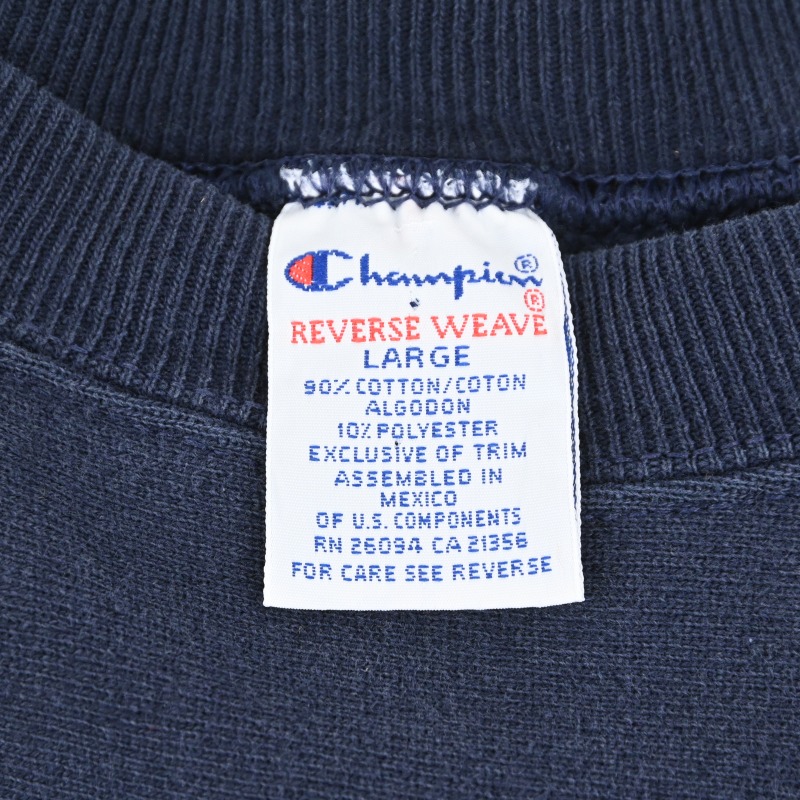 Champion®
REVERSE WEAVE®
LARGE
90% COTTON/COTON
ALGODON
10% POLYESTER
EXCLUSIVE OF TRIM
ASSEMBLED IN
MEXICO
OF U.S. COMPONENTS
RN 26094 CA 21356
FOR CARE SEE REVERSE